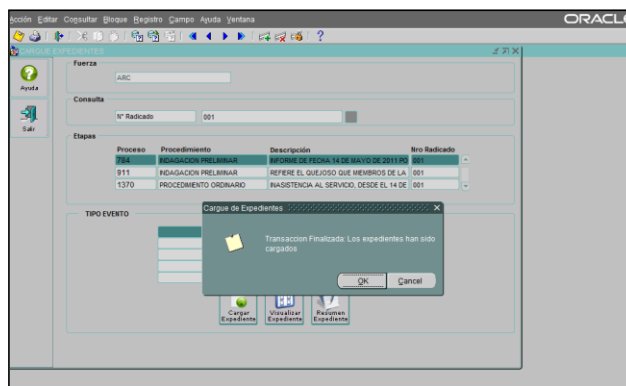 Acción Editar Consultar Bloque Registro Campo Ayuda Ventana
ORACLE
CARGUE EXPEDIENTES
Ayuda
Salir
Fuerza
ARC
Consulta
N° Radicado 001
Etapas
Proceso Procedimiento Descripción Nro Radicado
784 INDAGACION PRELIMINAR INFORME DE FECHA 14 DE MAYO DE 2011 PO 001
911 INDAGACION PRELIMINAR REFIERE EL QUEJOSO QUE MIEMBROS DE LA 001
1370 PROCEDIMIENTO ORDINARIO INASISTENCIA AL SERVICIO, DESDE EL 14 DE 001
TIPO EVENTO
Cargue de Expedientes
Transaccion Finalizada: Los expedientes han sido
cargados
OK Cancel
Cargar Expediente
Visualizar Expediente
Resumen Expediente